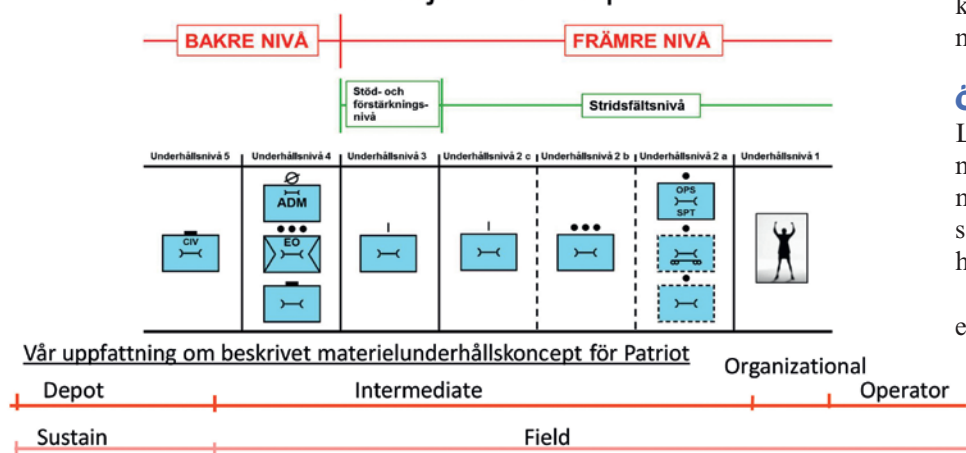 BAKRE NIVÅ
FRÄMRE NIVÅ
Stöd- och
förstärknings-
nivå
Stridsfältsnivå
Underhållsnivå 5
Underhållsnivå 4
Underhållsnivå 3
Underhållsnivå 2 c
Underhållsnivå 2 b
Underhållsnivå 2 a
Underhållsnivå 1
CIV
ADM
EO
OPS
SPT
Vår uppfattning om beskrivet materielunderhållskoncept för Patriot
Organizational
Depot
Intermediate
Operator
Sustain
Field